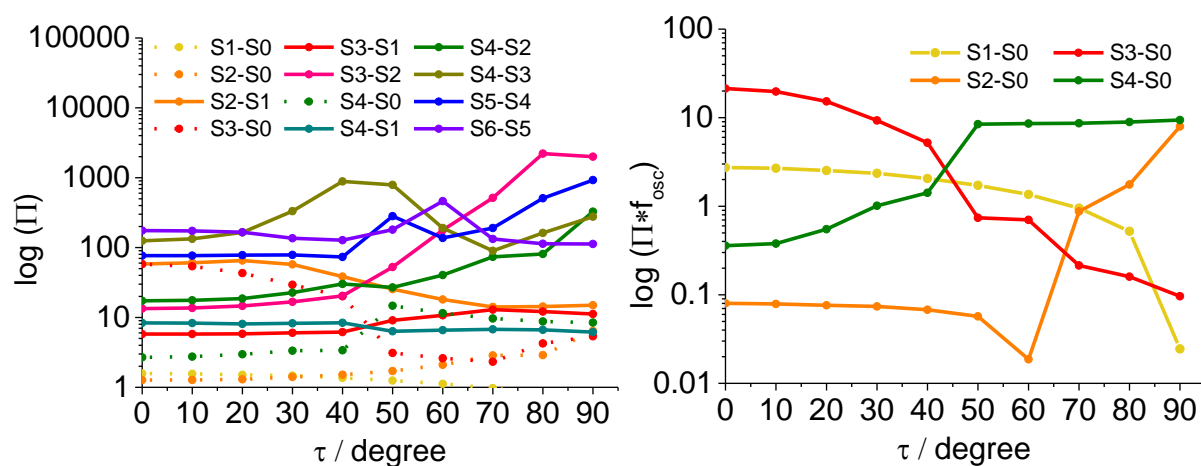 100000
10000
1000
100
10
1
log (Π)
S1-S0
S2-S0
S2-S1
S3-S0
S3-S1
S3-S2
S4-S0
S4-S1
S4-S2
S4-S3
S5-S4
S6-S5
0 10 20 30 40 50 60 70 80 90
τ / degree
100
10
1
0.1
0.01
log (Π*fosc)
S1-S0
S2-S0
S3-S0
S4-S0
0 10 20 30 40 50 60 70 80 90
τ / degree